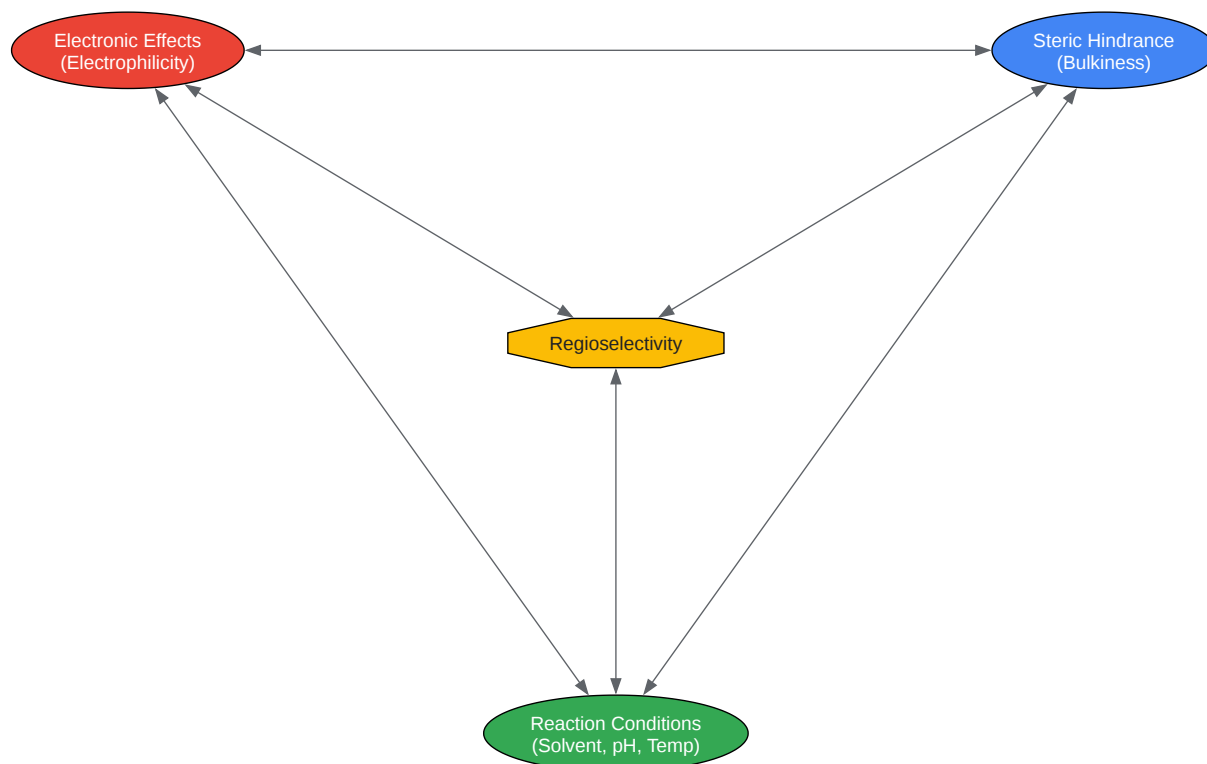 Electronic Effects
(Electrophilicity)
Steric Hindrance
(Bulkiness)
Regioselectivity
Reaction Conditions
(Solvent, pH, Temp)